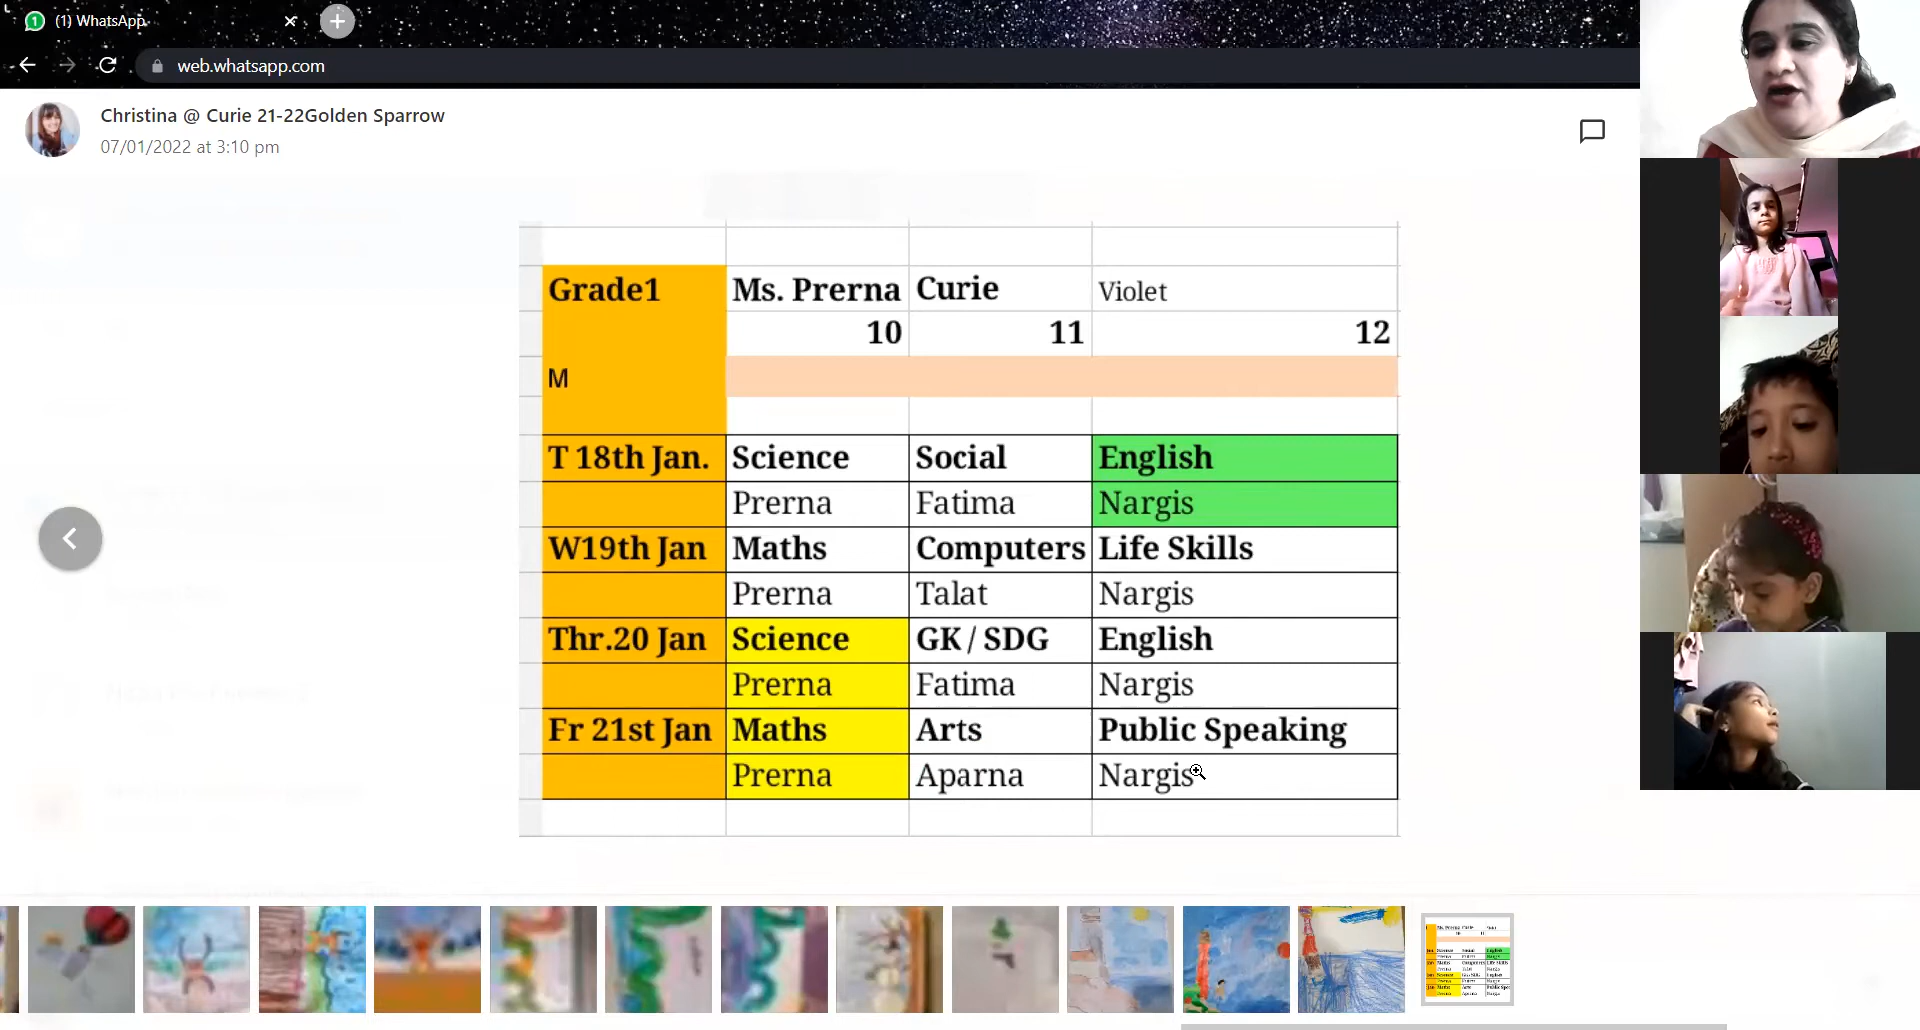 (1) WhatsApp
web.whatsapp.com
Christina @ Curie 21-22Golden Sparrow
07/01/2022 at 3:10 pm
Grade1 Ms. Prerna Curie Violet
10 11 12
M
T 18th Jan. Science Social English
Prerna Fatima Nargis
W19th Jan Maths Computers Life Skills
Prerna Talat Nargis
Thr.20 Jan Science GK / SDG English
Prerna Fatima Nargis
Fr 21st Jan Maths Arts Public Speaking
Prerna Aparna Nargis